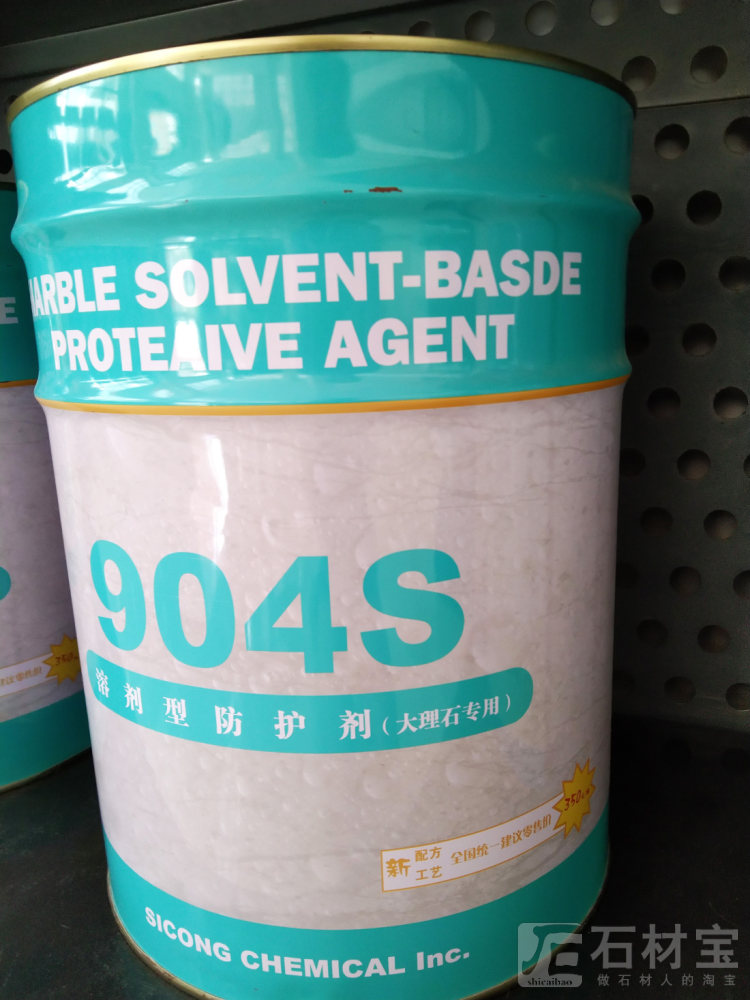 MARBLE SOLVENT-BASDE
PROTEAIVE AGENT
904S
溶剂型防护剂(大理石专用)
新 配方
工艺
全国统一建议零售价
350
SICONG CHEMICAL Inc.
石材宝
shicaibao
做石材人的淘宝